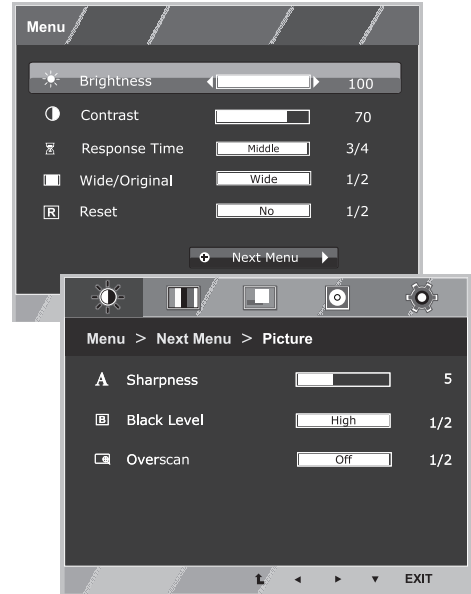 Menu
Brightness 100
Contrast 70
Response Time Middle 3/4
Wide/Original Wide 1/2
R Reset No 1/2
Next Menu
Menu > Next Menu > Picture
A Sharpness 5
B Black Level High 1/2
Overscan Off 1/2
EXIT